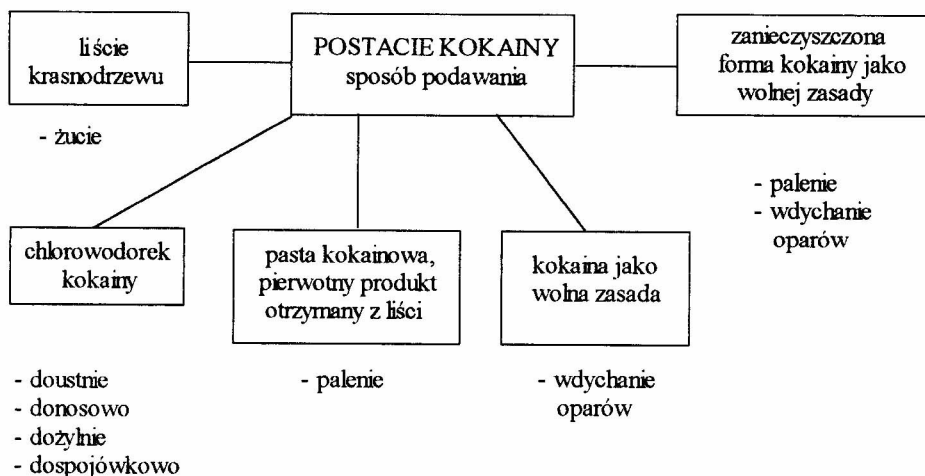 liście
krasnodrzewu
- żucie
POSTACIE KOKAINY
sposób podawania
zanieczyszczona
forma kokainy jako
wolnej zasady
- palenie
- wdychanie
oparów
chlorowodorek
kokainy
- doustnie
- donosowo
- dożylnie
- dospojówkowo
pasta kokainowa,
pierwotny produkt
otrzymany z liści
- palenie
kokaina jako
wolna zasada
- wdychanie
oparów